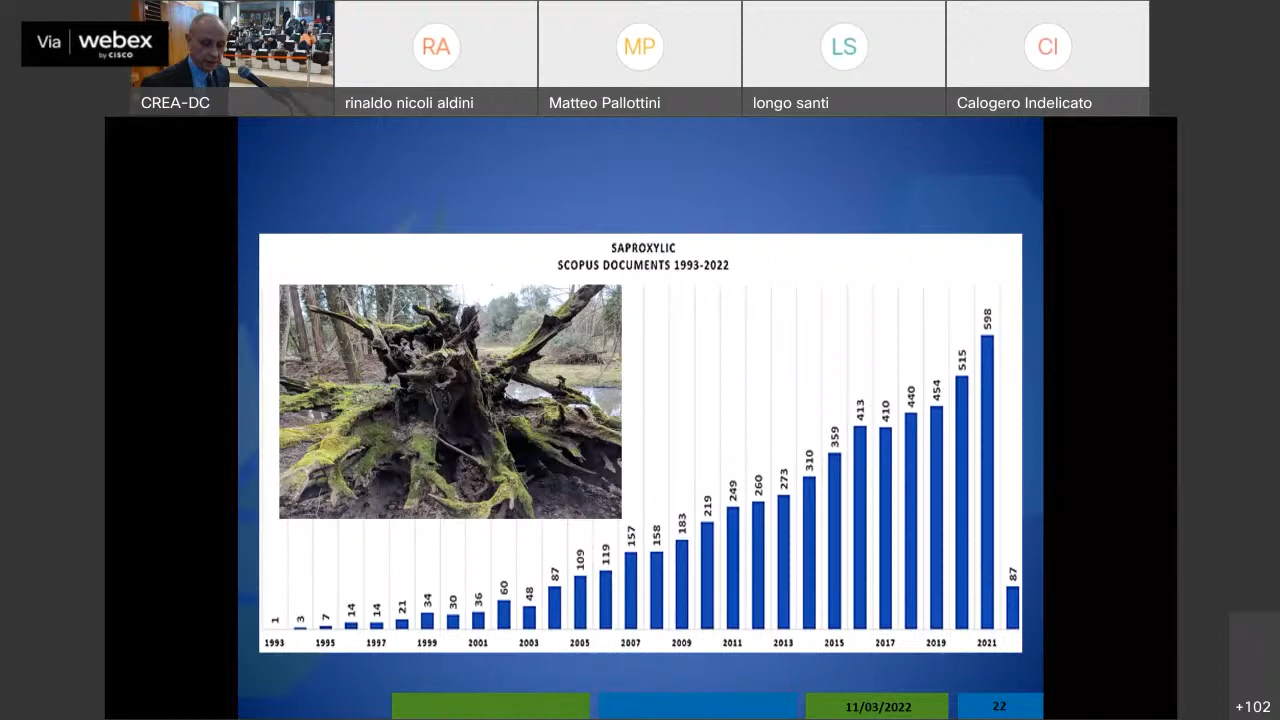 Via webex
by CISCO
RA
MP
LS
CI
CREA-DC
rinaldo nicoli aldini
Matteo Pallottini
longo santi
Calogero Indelicato
SAPROXYLIC
SCOPUS DOCUMENTS 1993-2022
1 3 7 14 14 21 34 30 36 60 48 87 109 119 157 158 183 219 249 260 273 310 359 413 410 440 454 515 598 87
1993 1995 1997 1999 2001 2003 2005 2007 2009 2011 2013 2015 2017 2019 2021
11/03/2022
22
+102